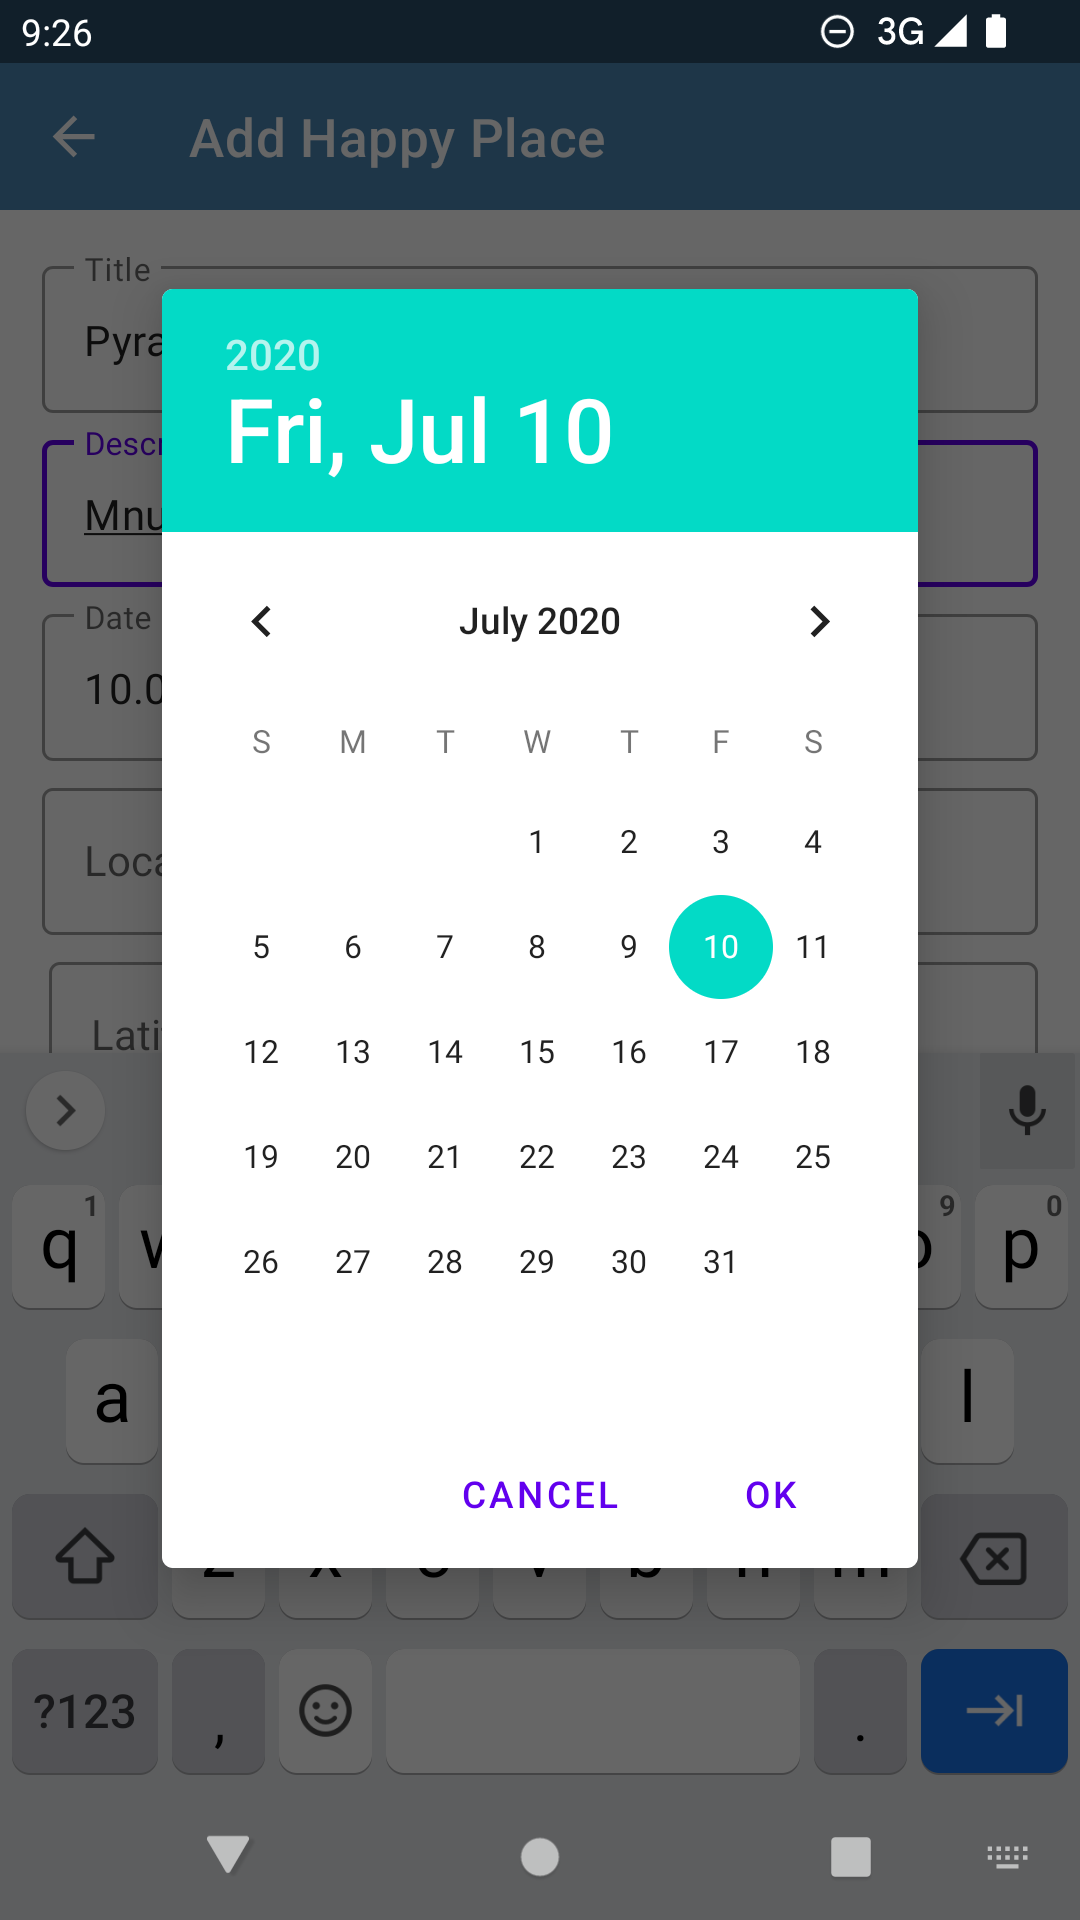 9:26
3G
Add Happy Place
Title
Pyra
Descr
Mnu
Date
10.0
Loca
Lati
2020
Fri, Jul 10
July 2020
S M T W T F S
1 2 3 4
5 6 7 8 9 10 11
12 13 14 15 16 17 18
19 20 21 22 23 24 25
26 27 28 29 30 31
CANCEL OK
q 1 w 9 p 0
a l
z x c v b n m
?123 , .